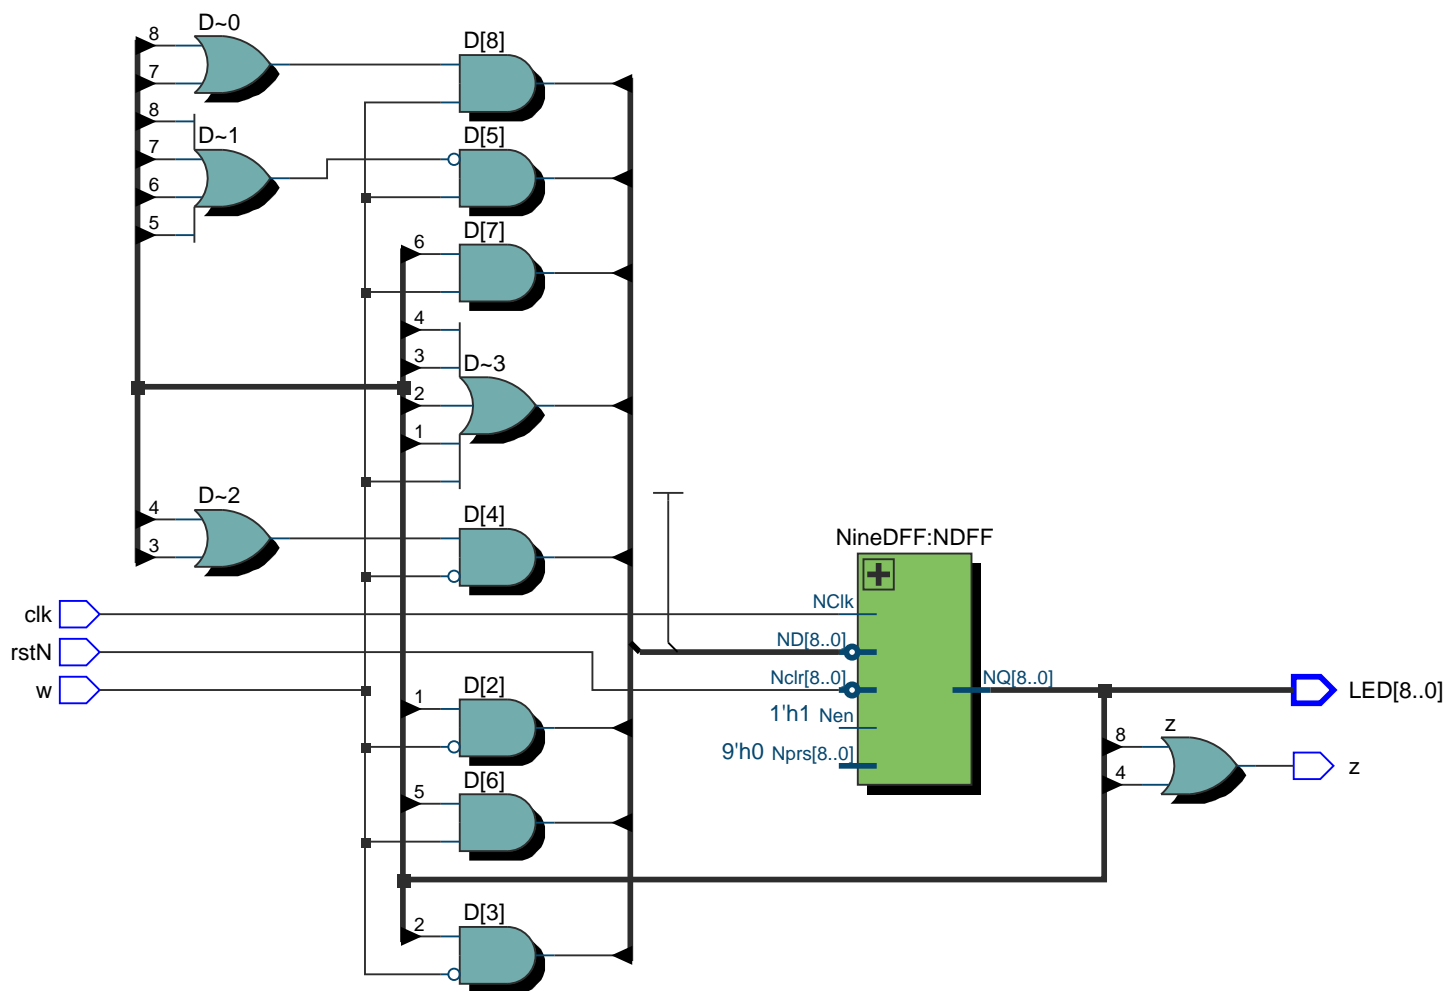 D~0
8
7
D[8]
8
D~1
7
6
5
D[5]
D[7]
6
4
3
D~3
2
1
D~2
4
3
D[4]
NineDFF:NDFF
clk
NClk
rstN
ND[8..0]
w
Nclr[8..0]
NQ[8..0]
LED[8..0]
1'h1 Nen
9'h0 Nprs[8..0]
D[2]
1
z
8
4
z
D[6]
5
D[3]
2